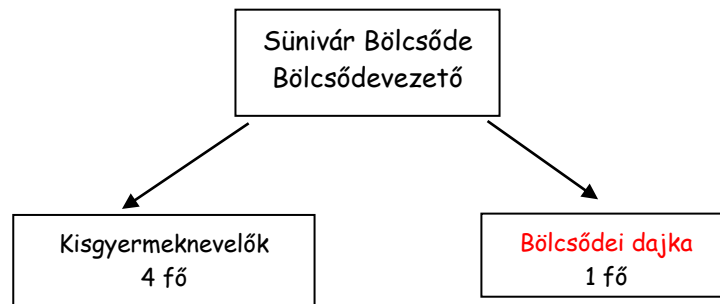 Sünivár Bölcsőde
Bölcsődevezető
Kisgyermeknevelők
4 fő
Bölcsődei dajka
1 fő